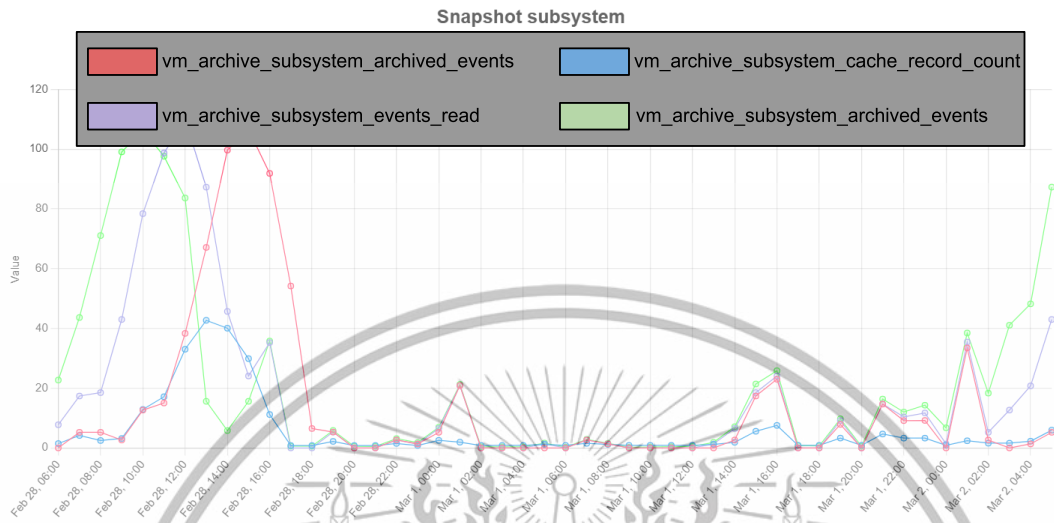 Snapshot subsystem
vm_archive_subsystem_archived_events
vm_archive_subsystem_cache_record_count
vm_archive_subsystem_events_read
vm_archive_subsystem_archived_events
120
100
80
60
40
20
0
Value
Feb 28, 06:00
Feb 28, 08:00
Feb 28, 10:00
Feb 28, 12:00
Feb 28, 14:00
Feb 28, 16:00
Feb 28, 18:00
Feb 28, 20:00
Feb 28, 22:00
Mar 1, 00:00
Mar 1, 02:00
Mar 1, 04:00
Mar 1, 06:00
Mar 1, 08:00
Mar 1, 10:00
Mar 1, 12:00
Mar 1, 14:00
Mar 1, 16:00
Mar 1, 18:00
Mar 1, 20:00
Mar 1, 22:00
Mar 2, 00:00
Mar 2, 02:00
Mar 2, 04:00